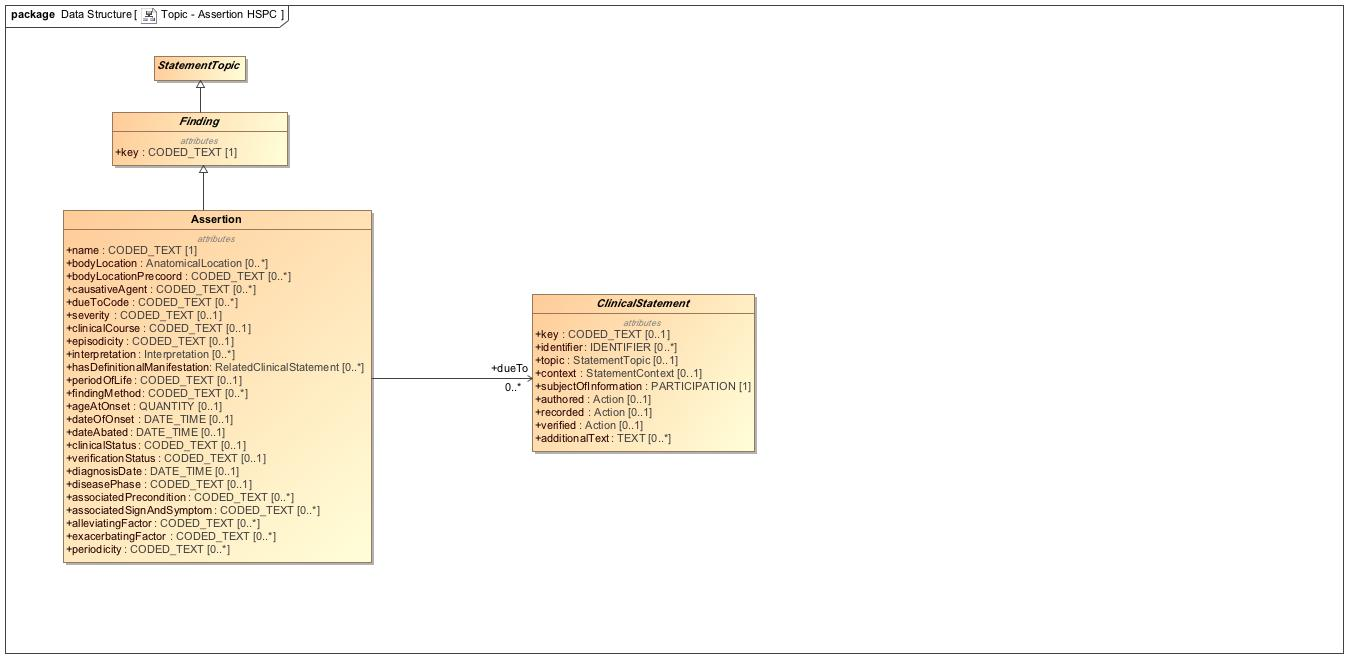 package Data Structure [ Topic - Assertion HSPC ]
StatementTopic
Finding
attributes
+key : CODED_TEXT [1]
Assertion
attributes
+name : CODED_TEXT [1]
+bodyLocation : AnatomicalLocation [0..*]
+bodyLocationPrecoord : CODED_TEXT [0..*]
+causativeAgent : CODED_TEXT [0..*]
+dueToCode : CODED_TEXT [0..*]
+severity : CODED_TEXT [0..1]
+clinicalCourse : CODED_TEXT [0..1]
+episodicity : CODED_TEXT [0..1]
+interpretation : Interpretation [0..*]
+hasDefinitionalManifestation : RelatedClinicalStatement [0..*]
+periodOfLife : CODED_TEXT [0..1]
+findingMethod : CODED_TEXT [0..*]
+ageAtOnset : QUANTITY [0..1]
+dateOfOnset : DATE_TIME [0..1]
+dateAbated : DATE_TIME [0..1]
+clinicalStatus : CODED_TEXT [0..1]
+verificationStatus : CODED_TEXT [0..1]
+diagnosisDate : DATE_TIME [0..1]
+diseasePhase : CODED_TEXT [0..1]
+associatedPrecondition : CODED_TEXT [0..*]
+associatedSignAndSymptom : CODED_TEXT [0..*]
+alleviatingFactor : CODED_TEXT [0..*]
+exacerbatingFactor : CODED_TEXT [0..*]
+periodicity : CODED_TEXT [0..*]
+dueTo
0..*
ClinicalStatement
attributes
+key : CODED_TEXT [0..1]
+identifier : IDENTIFIER [0..*]
+topic : StatementTopic [0..1]
+context : StatementContext [0..1]
+subjectOfInformation : PARTICIPATION [1]
+authored : Action [0..1]
+recorded : Action [0..1]
+verified : Action [0..1]
+additionalText : TEXT [0..*]